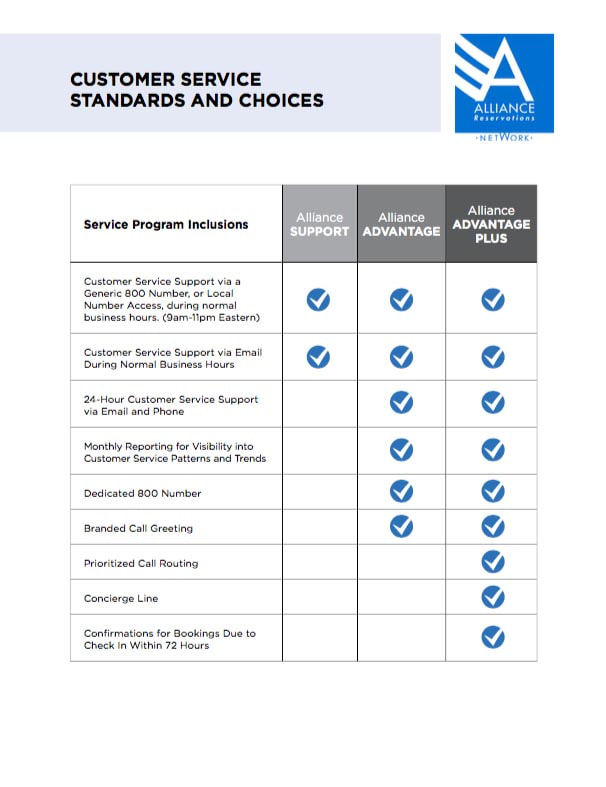 CUSTOMER SERVICE
STANDARDS AND CHOICES
ALLIANCE
Reservations
·NETWORK·
Service Program Inclusions
Alliance
SUPPORT
Alliance
ADVANTAGE
Alliance
ADVANTAGE
PLUS
Customer Service Support via a
Generic 800 Number, or Local
Number Access, during normal
business hours. (9am-11pm Eastern)
Customer Service Support via Email
During Normal Business Hours
24-Hour Customer Service Support
via Email and Phone
Monthly Reporting for Visibility into
Customer Service Patterns and Trends
Dedicated 800 Number
Branded Call Greeting
Prioritized Call Routing
Concierge Line
Confirmations for Bookings Due to
Check In Within 72 Hours